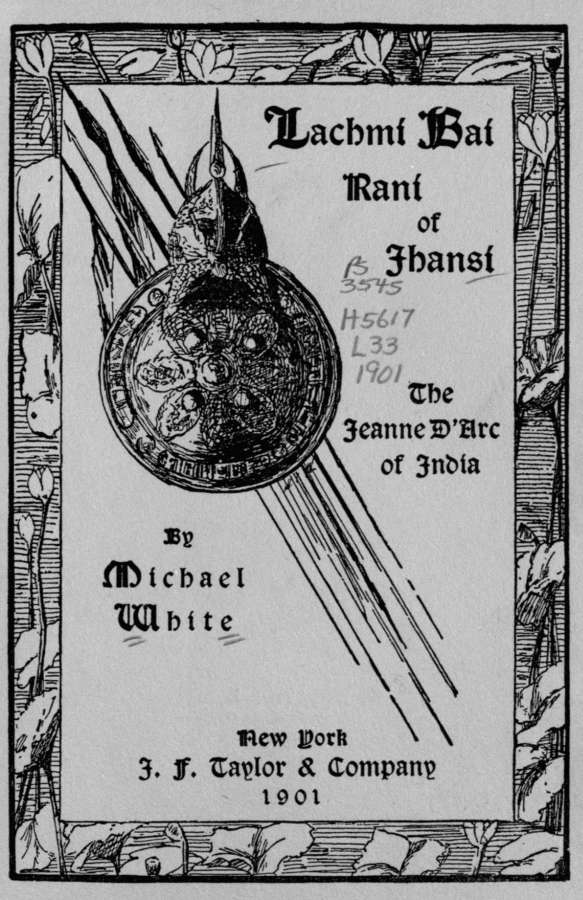 Lachmi Bai
Rani
of
Jhansi
PS
3545
H5617
L33
1901
The
Jeanne D'Arc
of India
By
Michael
White
New York
J. F. Taylor & Company
1901